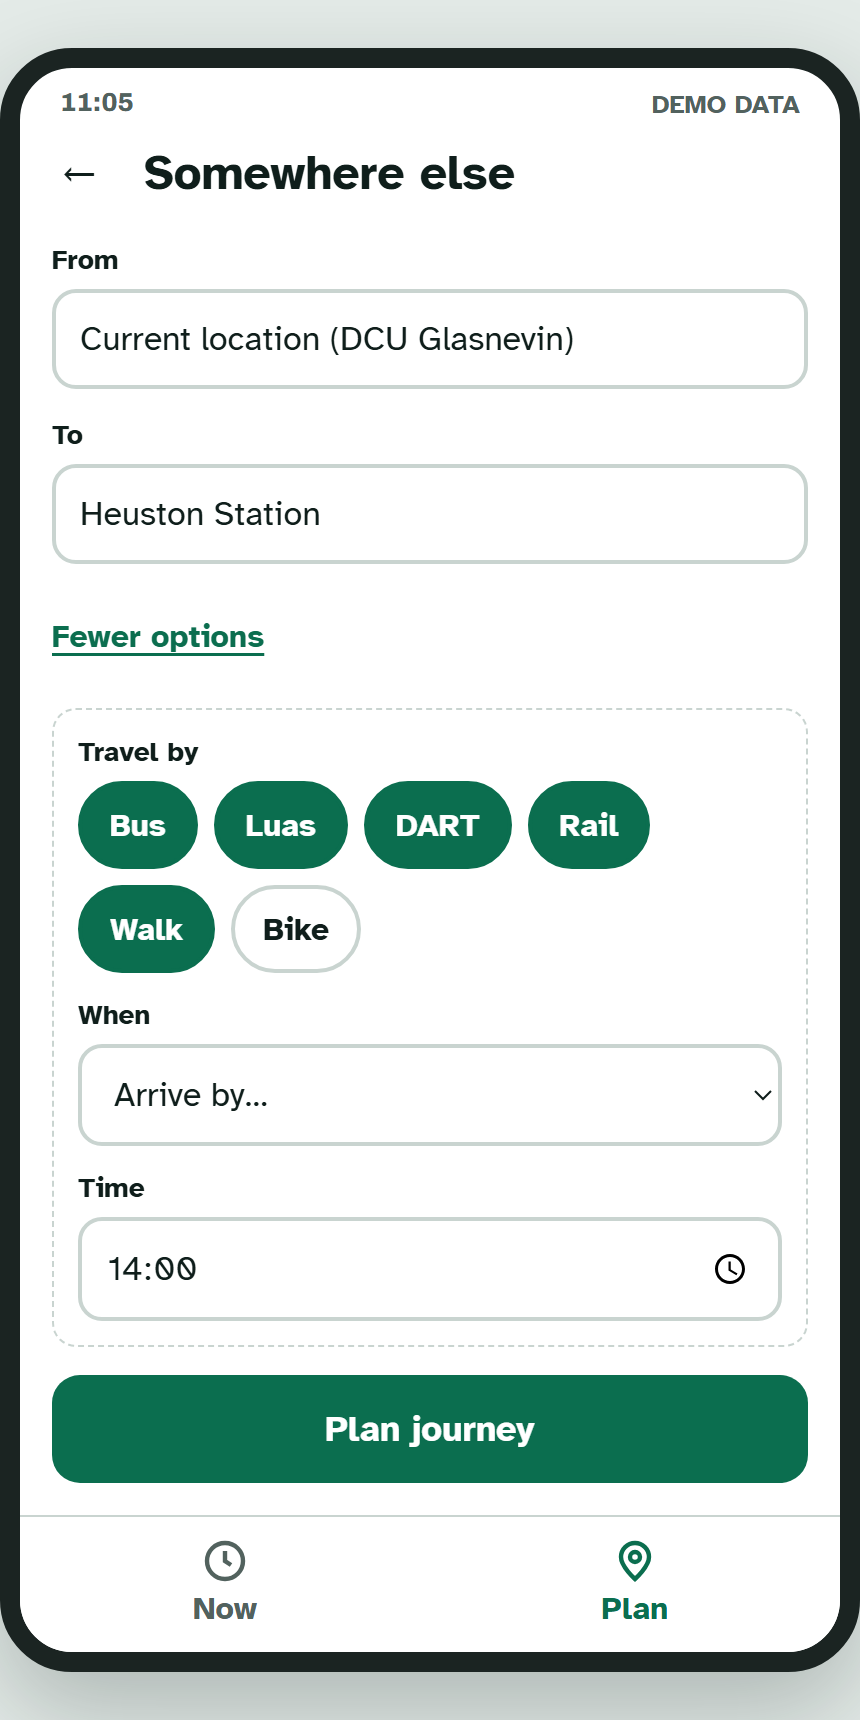 11:05
DEMO DATA
← Somewhere else
From
Current location (DCU Glasnevin)
To
Heuston Station
Fewer options
Travel by
Bus Luas DART Rail
Walk Bike
When
Arrive by...
Time
14:00
Plan journey
Now Plan